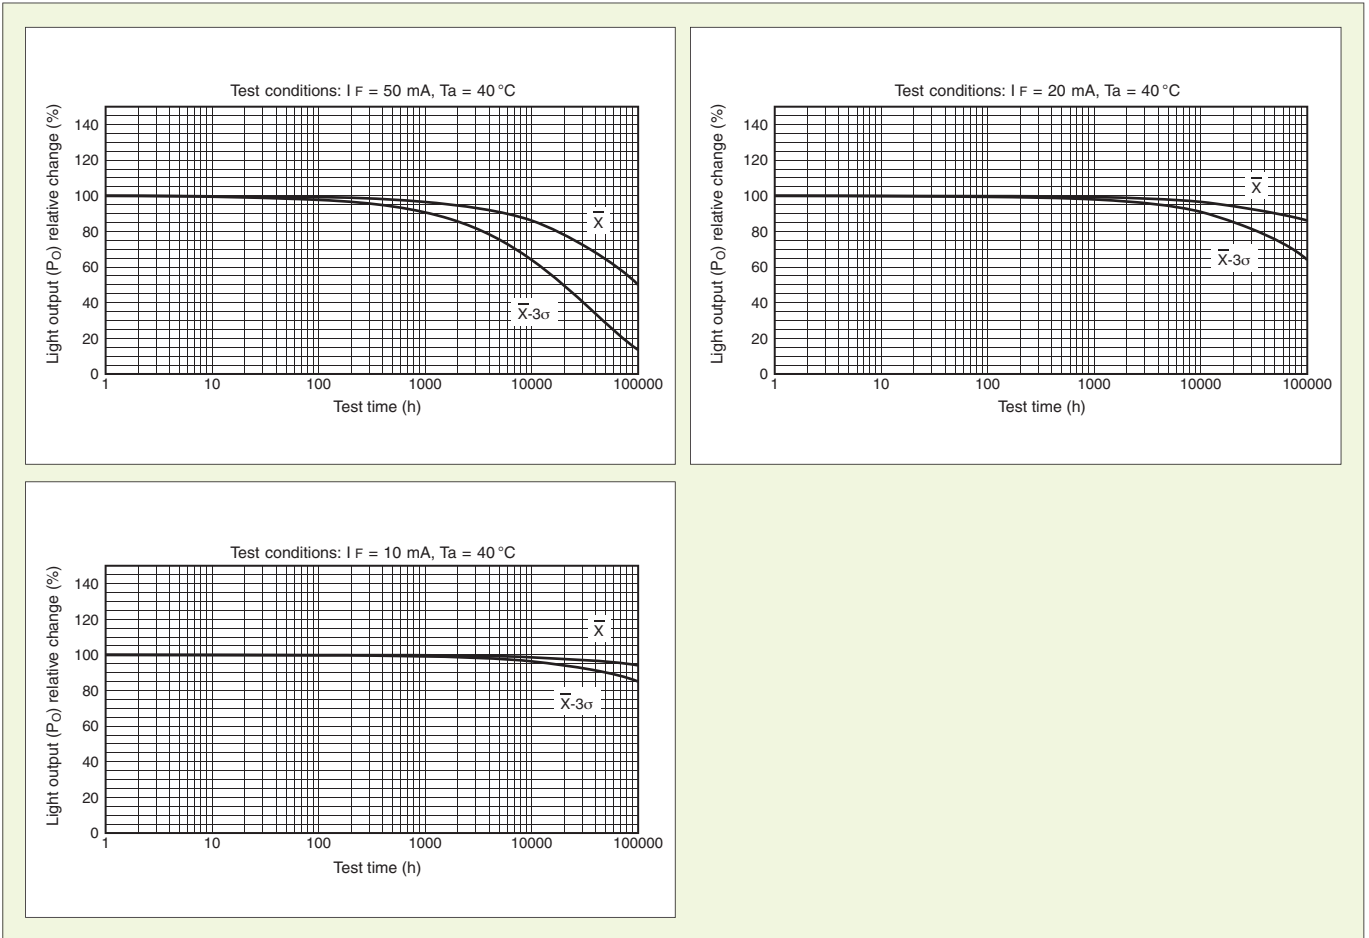 Test conditions: I F = 50 mA, Ta = 40 °C
Light output (PO) relative change (%)
140
120
100
80
60
40
20
0
X̅
X̅-3σ
1 10 100 1000 10000 100000
Test time (h)
Test conditions: I F = 20 mA, Ta = 40 °C
Light output (PO) relative change (%)
140
120
100
80
60
40
20
0
X̅
X̅-3σ
1 10 100 1000 10000 100000
Test time (h)
Test conditions: I F = 10 mA, Ta = 40 °C
Light output (PO) relative change (%)
140
120
100
80
60
40
20
0
X̅
X̅-3σ
1 10 100 1000 10000 100000
Test time (h)